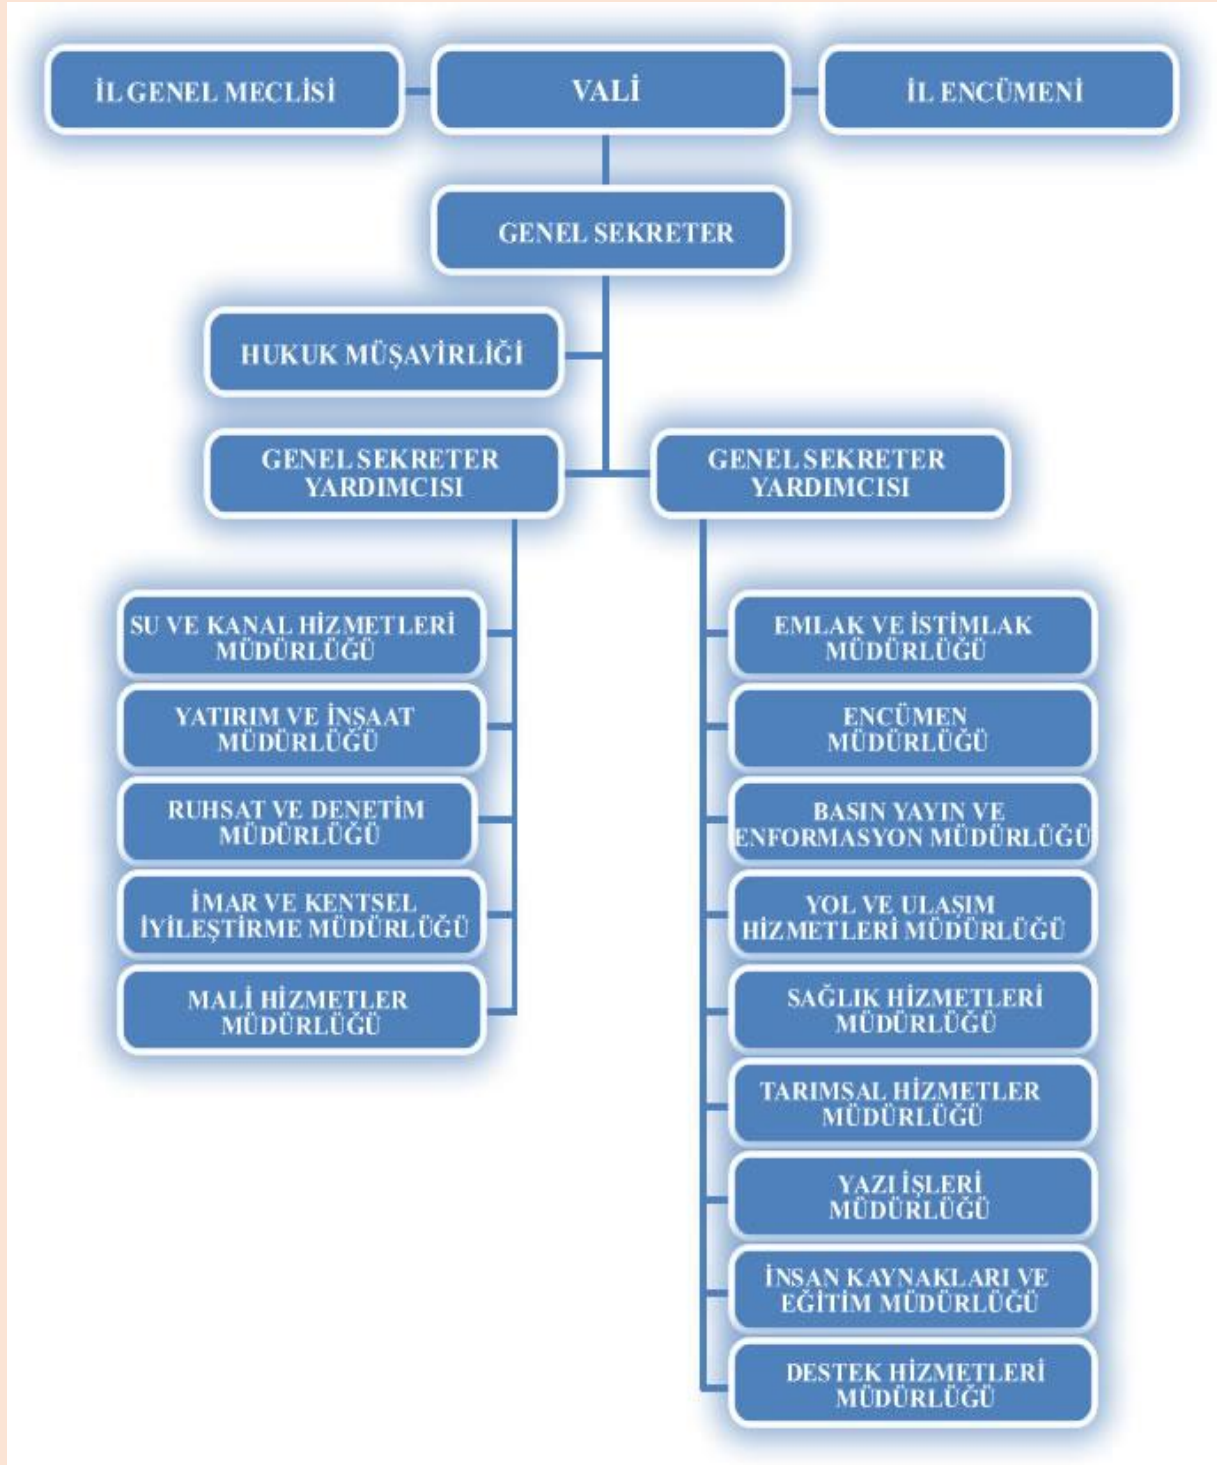 İL GENEL MECLİSİ
VALİ
İL ENCÜMENİ
GENEL SEKRETER
HUKUK MÜŞAVİRLİĞİ
GENEL SEKRETER
YARDIMCISI
GENEL SEKRETER
YARDIMCISI
SU VE KANAL HİZMETLERİ
MÜDÜRLÜĞÜ
YATIRIM VE İNŞAAT
MÜDÜRLÜĞÜ
RUHSAT VE DENETİM
MÜDÜRLÜĞÜ
İMAR VE KENTSEL
İYİLEŞTİRME MÜDÜRLÜĞÜ
MALİ HİZMETLER
MÜDÜRLÜĞÜ
EMLAK VE İSTİMLAK
MÜDÜRLÜĞÜ
ENCÜMEN
MÜDÜRLÜĞÜ
BASIN YAYIN VE
ENFORMASYON MÜDÜRLÜĞÜ
YOL VE ULAŞIM
HİZMETLERİ MÜDÜRLÜĞÜ
SAĞLIK HİZMETLERİ
MÜDÜRLÜĞÜ
TARIMSAL HİZMETLER
MÜDÜRLÜĞÜ
YAZI İŞLERİ
MÜDÜRLÜĞÜ
İNSAN KAYNAKLARI VE
EĞİTİM MÜDÜRLÜĞÜ
DESTEK HİZMETLERİ
MÜDÜRLÜĞÜ